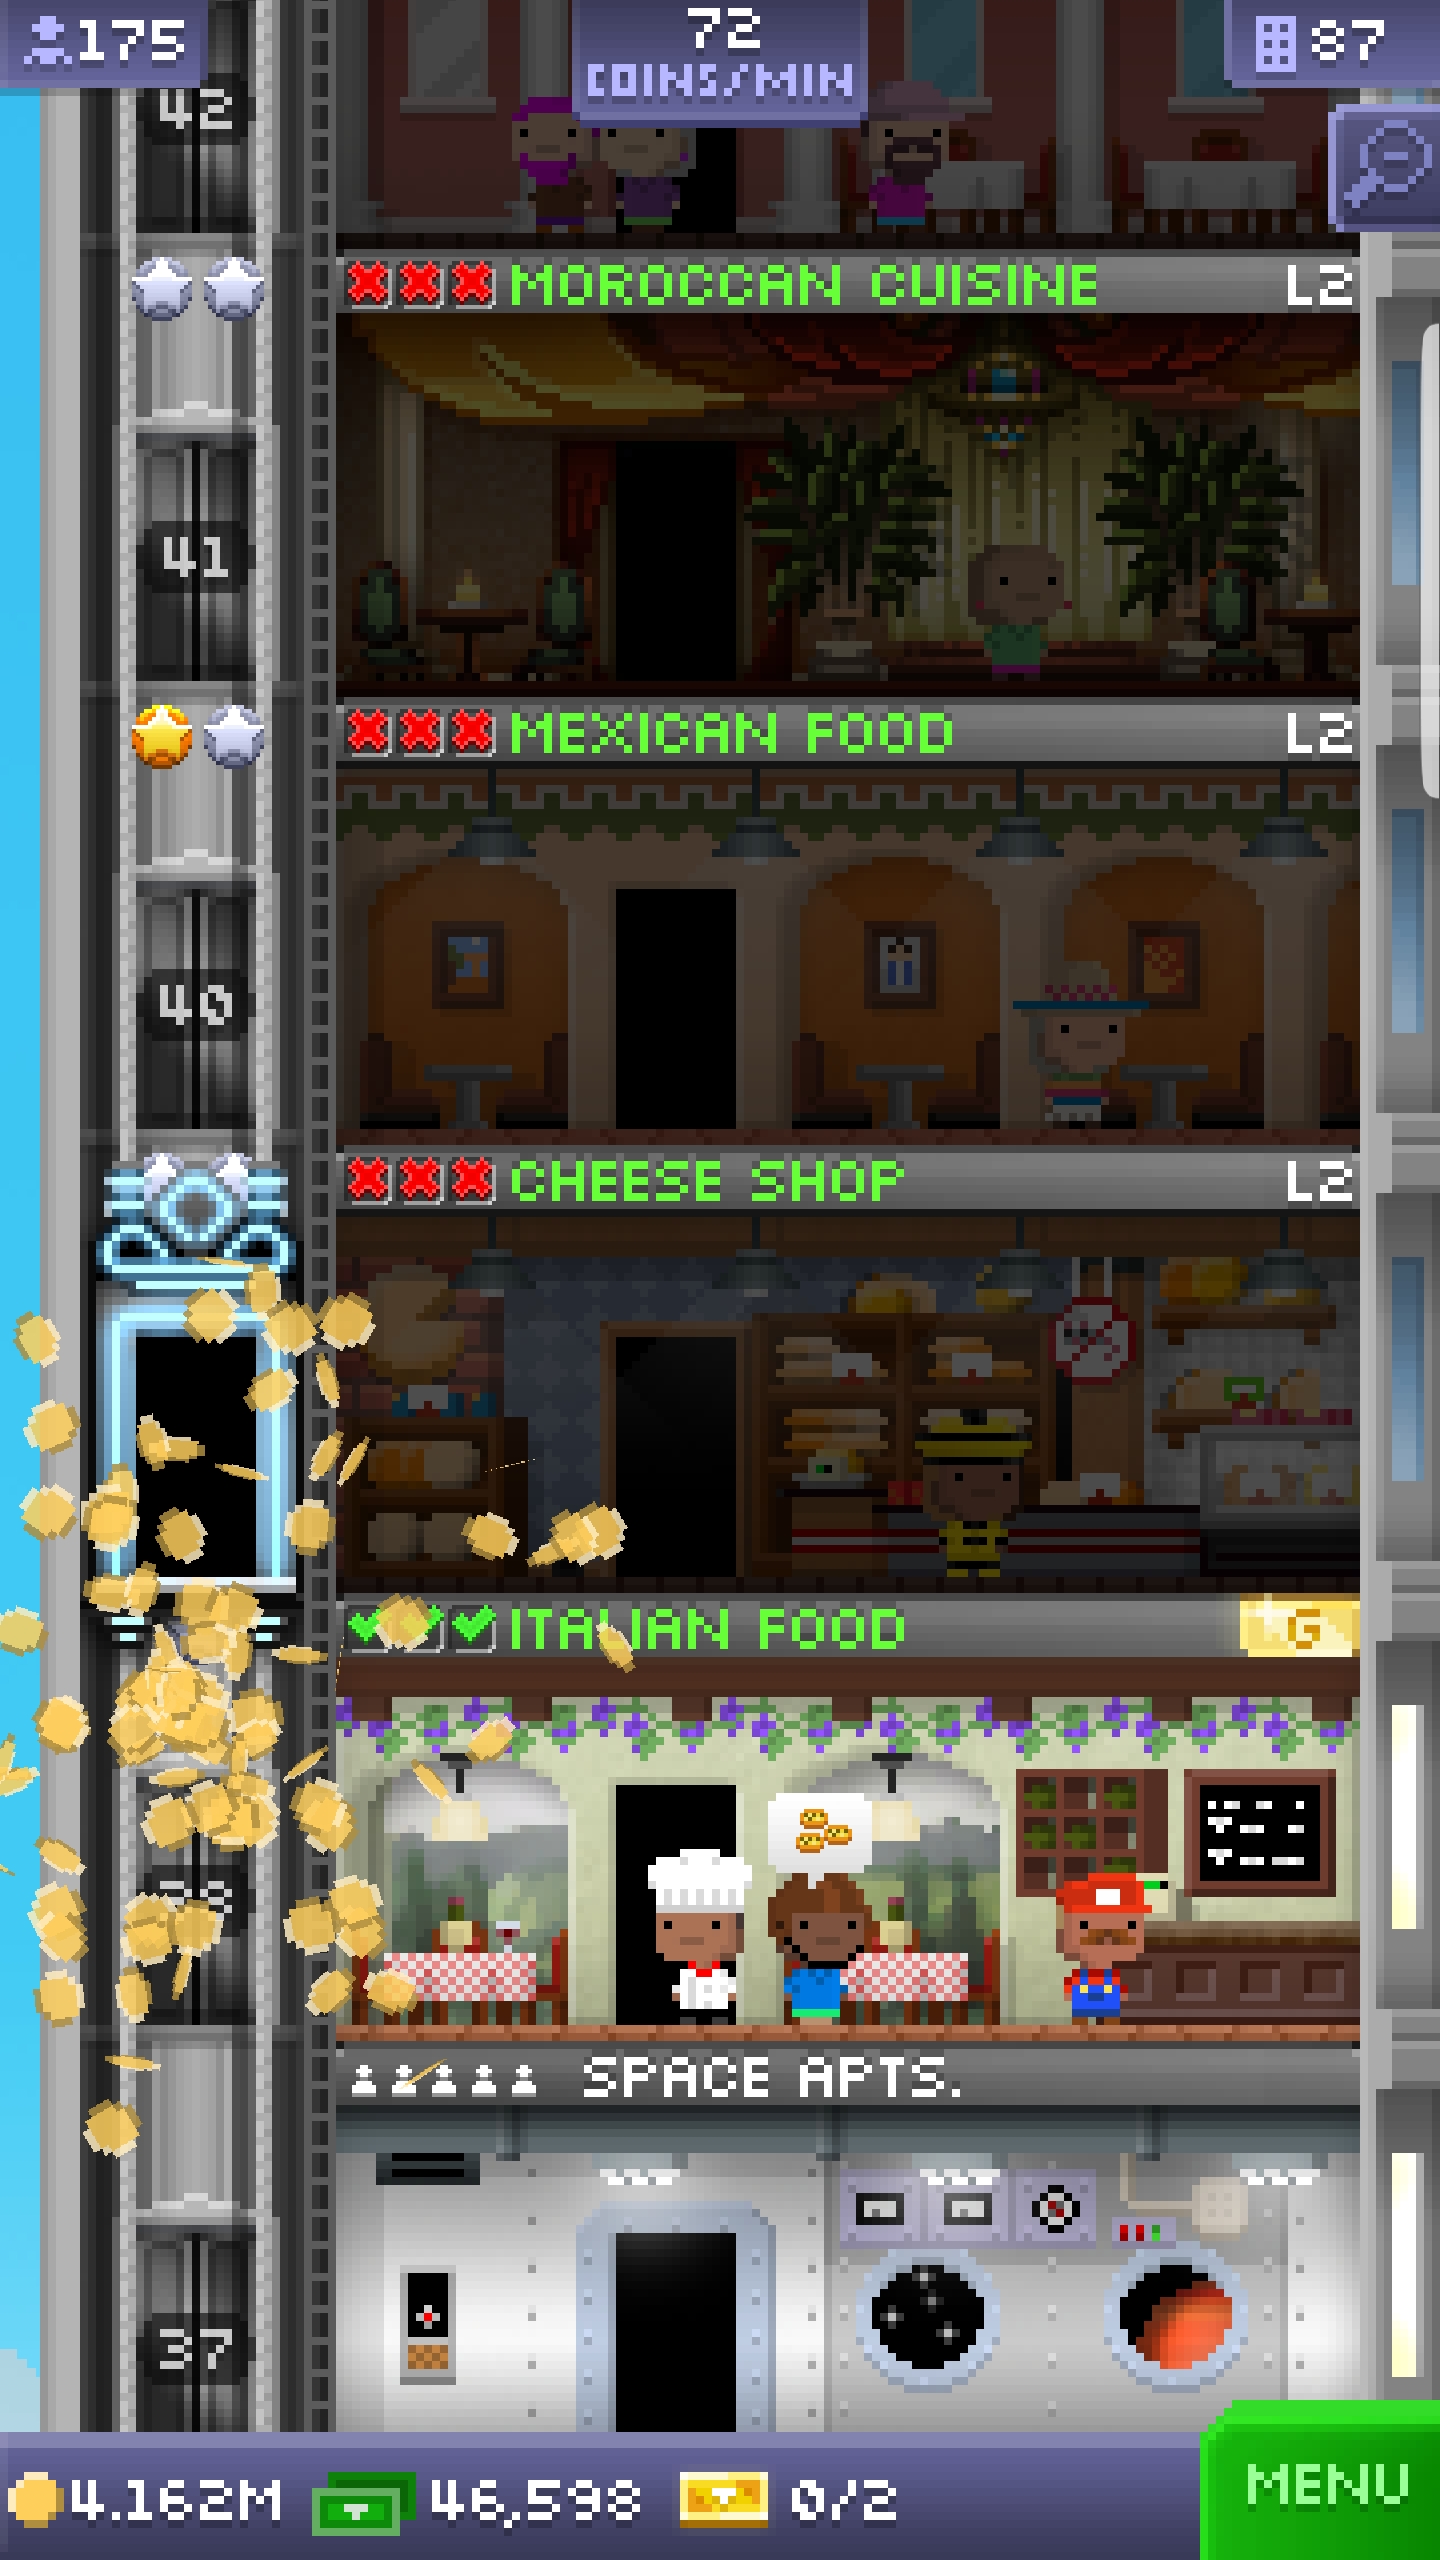 175
72
COINS/MIN
87
42
MOROCCAN CUISINE L2
41
MEXICAN FOOD L2
40
CHEESE SHOP L2
ITALIAN FOOD G
SPACE APTS.
37
4.162M 46,598 0/2
MENU